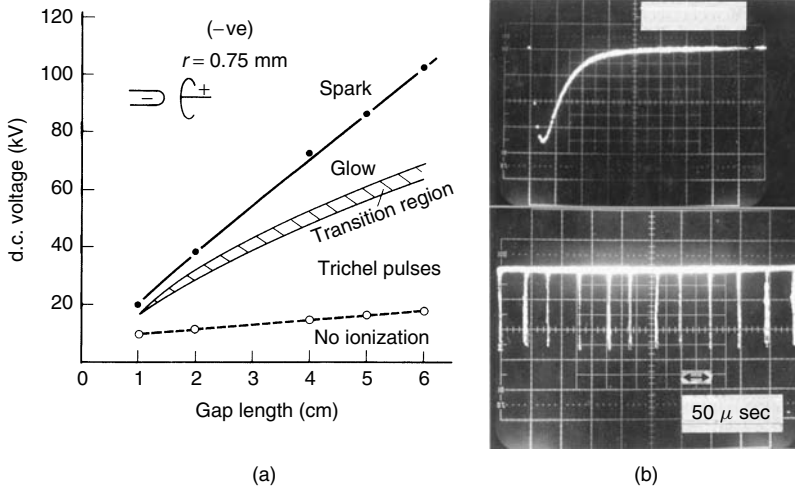 120
100
80
60
40
20
0
d.c. voltage (kV)
(−ve)
r = 0.75 mm
−
+
Spark
Glow
Transition region
Trichel pulses
No ionization
0 1 2 3 4 5 6
Gap length (cm)
(a)
50 μ sec
(b)